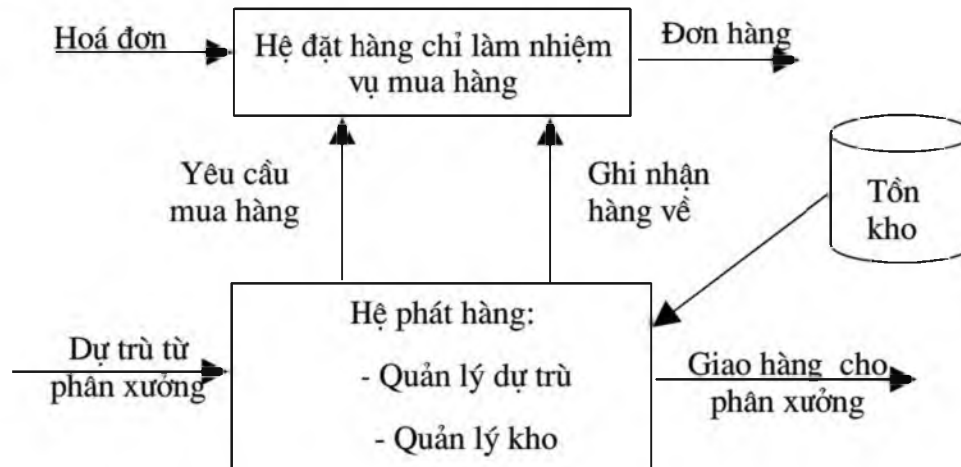 Hoá đơn
Hệ đặt hàng chỉ làm nhiệm
vụ mua hàng
Đơn hàng
Yêu cầu
mua hàng
Ghi nhận
hàng về
Tồn
kho
Hệ phát hàng:
- Quản lý dự trù
- Quản lý kho
Dự trù từ
phân xưởng
Giao hàng cho
phân xưởng